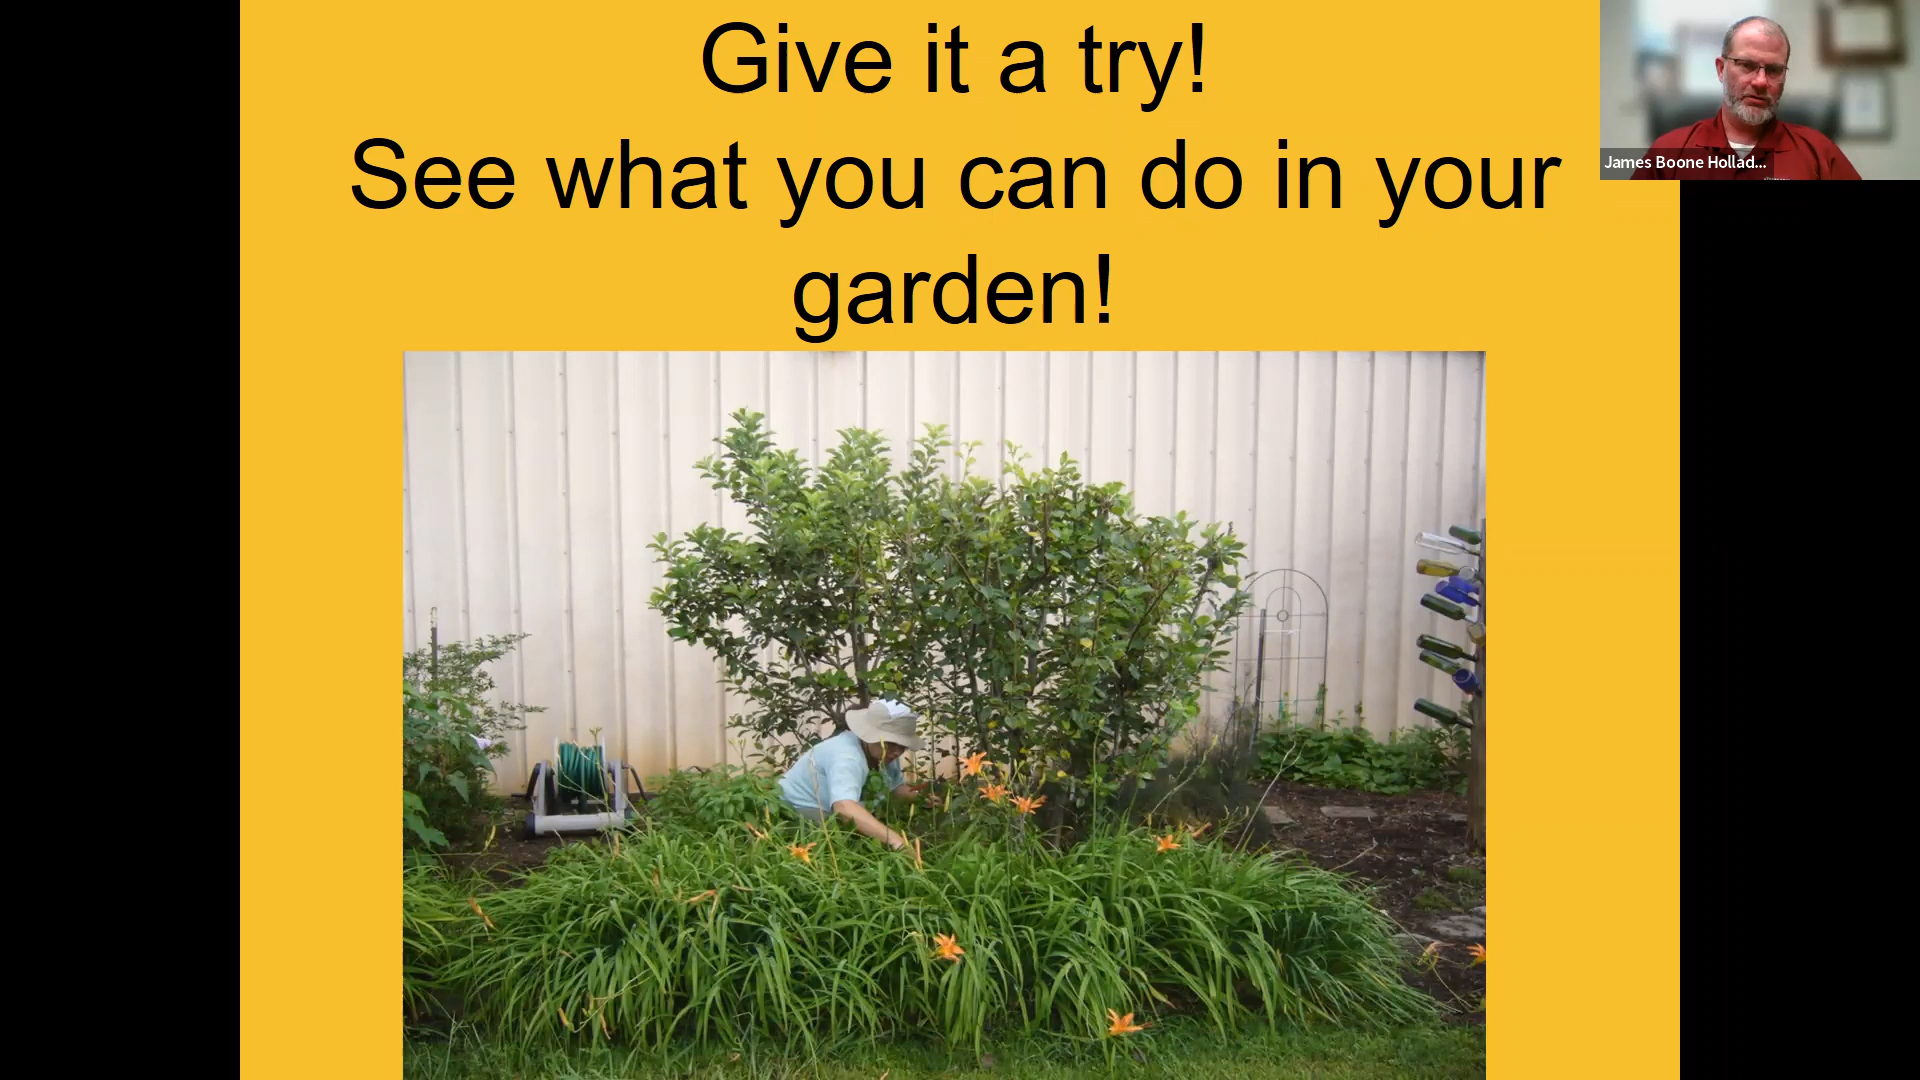 Give it a try!
See what you can do in your
garden!
James Boone Hollad...